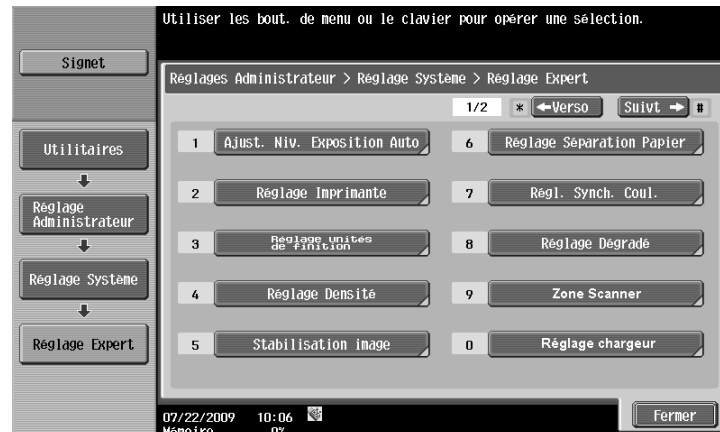 Utiliser les bout. de menu ou le clavier pour opérer une sélection.
Signet
Réglages Administrateur > Réglage Système > Réglage Expert
1/2 * ←Verso Suivt → #
Utilitaires
Réglage
Administrateur
Réglage Système
Réglage Expert
1 Ajust. Niv. Exposition Auto
2 Réglage Imprimante
3 Réglage unités
de finition
4 Réglage Densité
5 Stabilisation image
6 Réglage Séparation Papier
7 Régl. Synch. Coul.
8 Réglage Dégradé
9 Zone Scanner
0 Réglage chargeur
07/22/2009 10:06
Mémoire 0%
Fermer